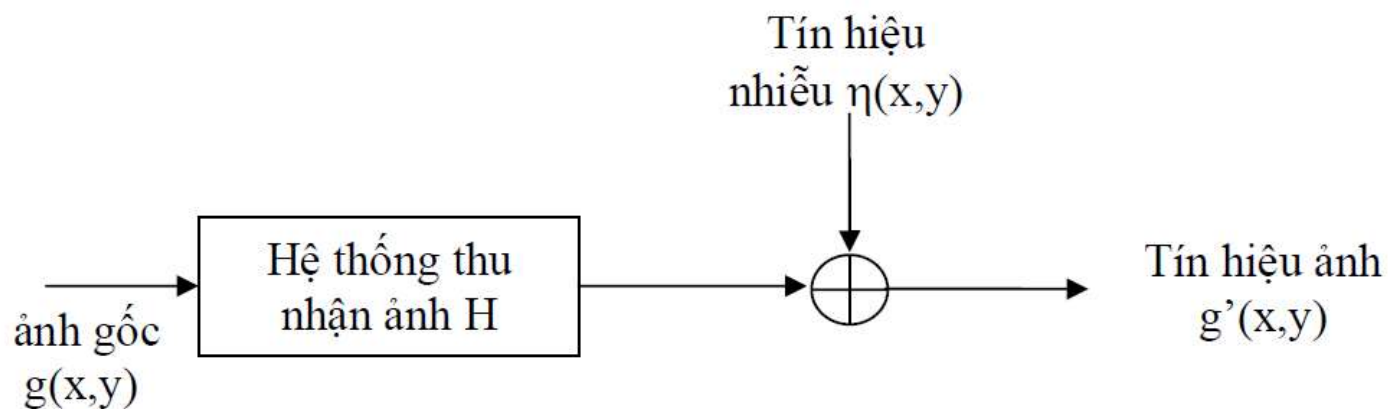 Tín hiệu
nhiễu η(x,y)
Hệ thống thu
nhận ảnh H
ảnh gốc
g(x,y)
Tín hiệu ảnh
g’(x,y)